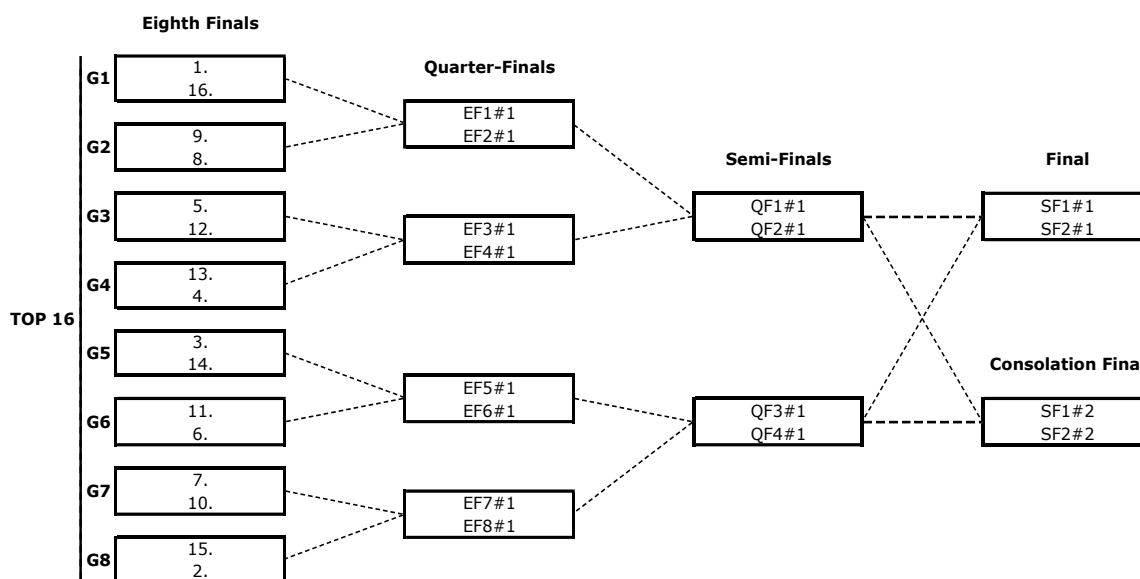 Eighth Finals
Quarter-Finals
Semi-Finals
Final
Consolation Fina
TOP 16
G1
1.
16.
G2
9.
8.
G3
5.
12.
G4
13.
4.
G5
3.
14.
G6
11.
6.
G7
7.
10.
G8
15.
2.
EF1#1
EF2#1
EF3#1
EF4#1
EF5#1
EF6#1
EF7#1
EF8#1
QF1#1
QF2#1
QF3#1
QF4#1
SF1#1
SF2#1
SF1#2
SF2#2